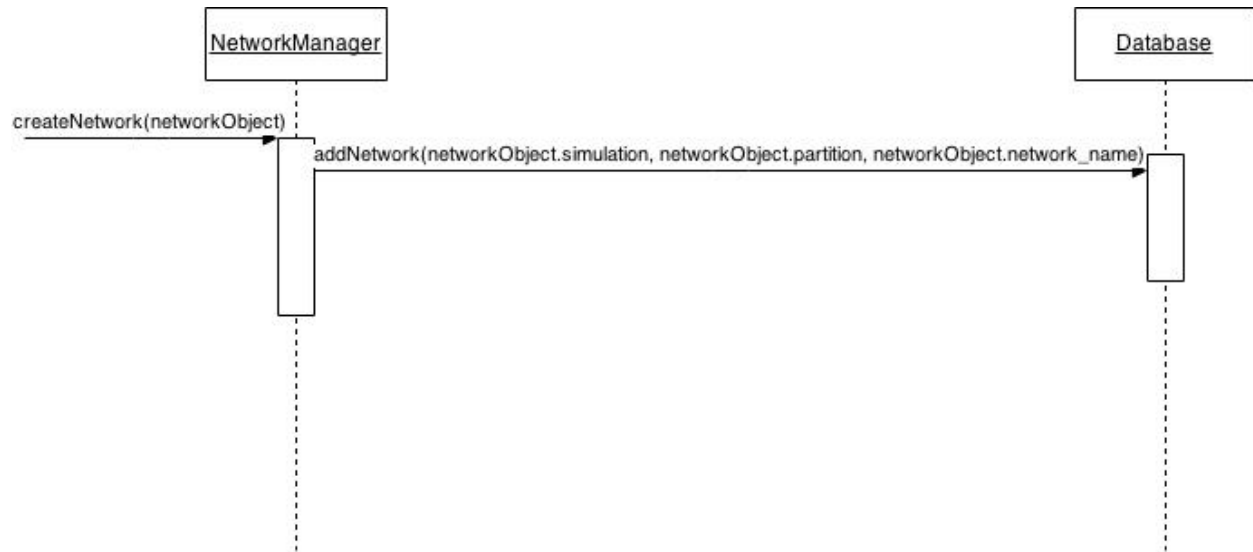 NetworkManager
Database
createNetwork(networkObject)
addNetwork(networkObject.simulation, networkObject.partition, networkObject.network_name)